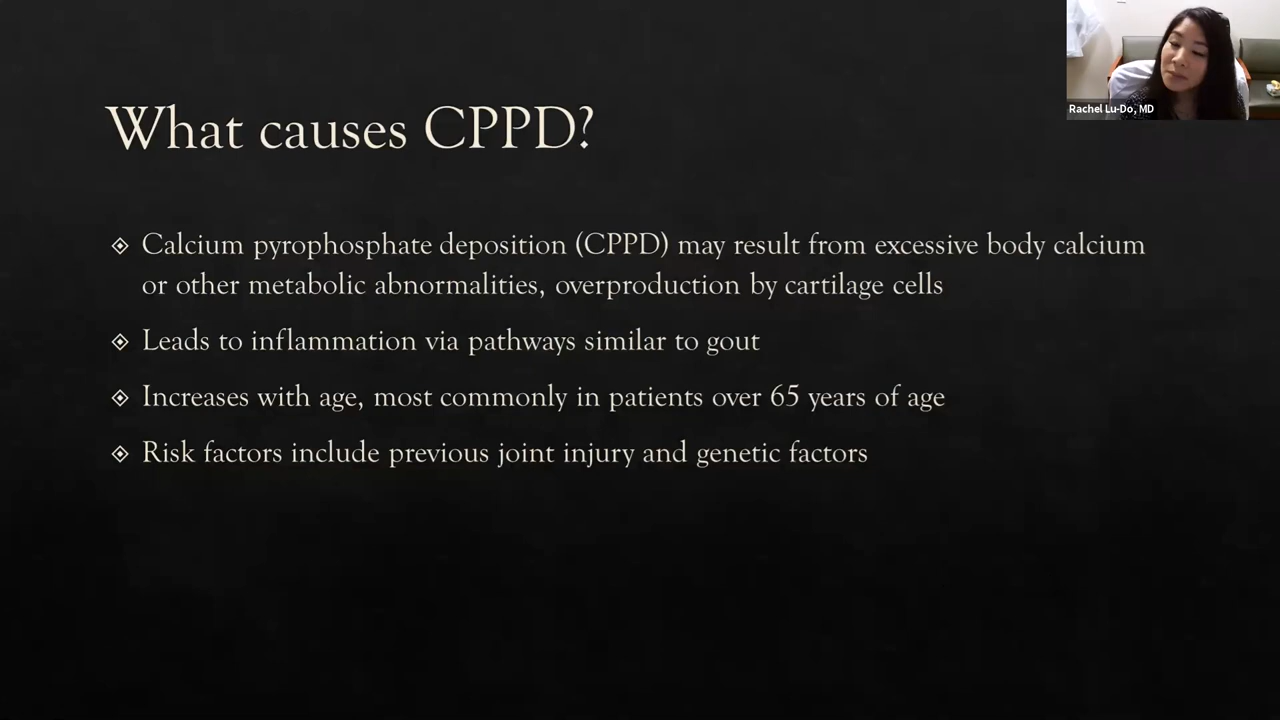 What causes CPPD?
Calcium pyrophosphate deposition (CPPD) may result from excessive body calcium
or other metabolic abnormalities, overproduction by cartilage cells
Leads to inflammation via pathways similar to gout
Increases with age, most commonly in patients over 65 years of age
Risk factors include previous joint injury and genetic factors
Rachel Lu-Do, MD